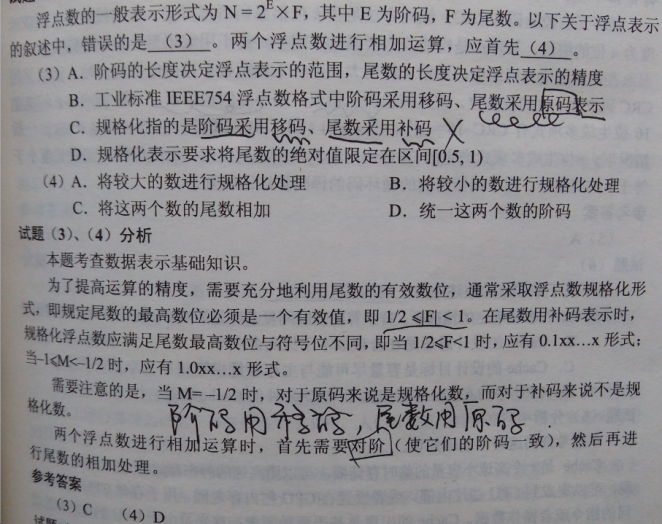 浮点数的一般表示形式为 N=2^E×F，其中 E 为阶码，F 为尾数。以下关于浮点表示
的叙述中，错误的是 （3） 。两个浮点数进行相加运算，应首先 （4） 。
（3）A. 阶码的长度决定浮点表示的范围，尾数的长度决定浮点表示的精度
B. 工业标准 IEEE754 浮点数格式中阶码采用移码、尾数采用原码表示
C. 规格化指的是阶码采用移码、尾数采用补码 ×
D. 规格化表示要求将尾数的绝对值限定在区间[0.5, 1)
（4）A. 将较大的数进行规格化处理 B. 将较小的数进行规格化处理
C. 将这两个数的尾数相加 D. 统一这两个数的阶码
试题（3）、（4）分析
本题考查数据表示基础知识。
为了提高运算的精度，需要充分地利用尾数的有效数位，通常采取浮点数规格化形
式，即规定尾数的最高数位必须是一个有效值，即 1/2≤|F|<1。在尾数用补码表示时，
规格化浮点数应满足尾数最高数位与符号位不同，即当 1/2≤F<1 时，应有 0.1xx…x 形式；
当-1≤M<-1/2 时，应有 1.0xx…x 形式。
需要注意的是，当 M= –1/2 时，对于原码来说是规格化数，而对于补码来说不是规
格化数。
阶码用移码，尾数用原码
两个浮点数进行相加运算时，首先需要对阶（使它们的阶码一致），然后再进
行尾数的相加处理。
参考答案
（3）C （4）D